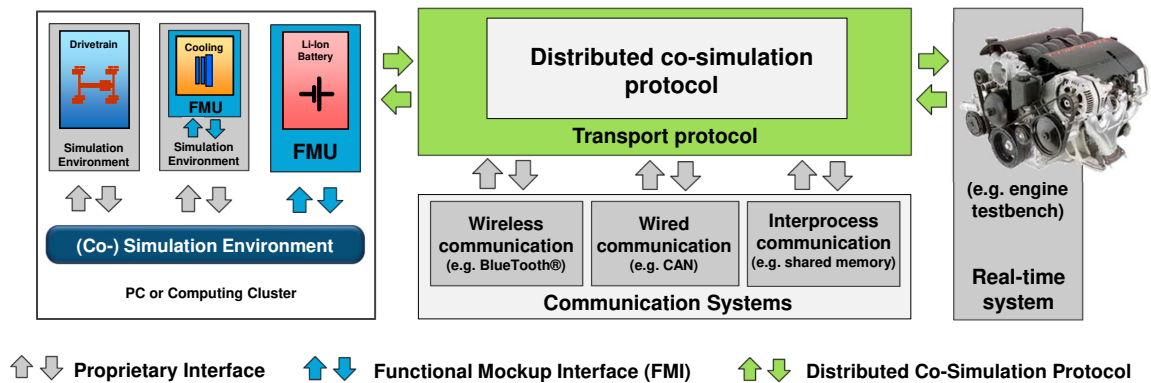 Drivetrain
Simulation
Environment
Cooling
FMU
Simulation
Environment
Li-Ion
Battery
FMU
(Co-) Simulation Environment
PC or Computing Cluster
Distributed co-simulation
protocol
Transport protocol
Wireless
communication
(e.g. BlueTooth®)
Wired
communication
(e.g. CAN)
Interprocess
communication
(e.g. shared memory)
Communication Systems
(e.g. engine
testbench)
Real-time
system
Proprietary Interface
Functional Mockup Interface (FMI)
Distributed Co-Simulation Protocol